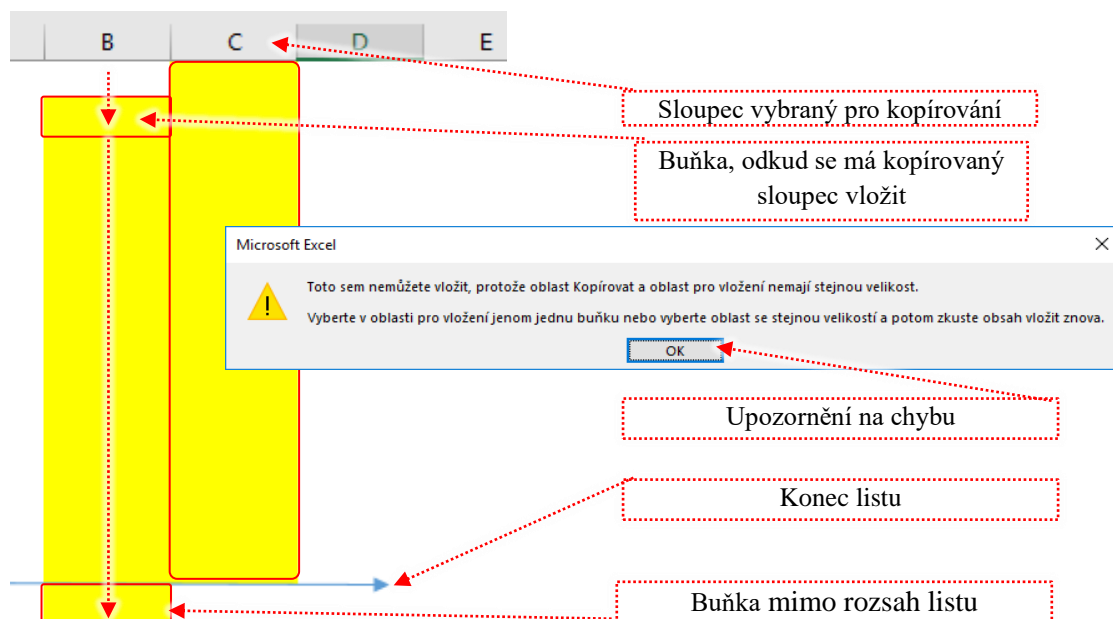 B C D E
Sloupec vybraný pro kopírování
Buňka, odkud se má kopírovaný
sloupec vložit
Microsoft Excel
Toto sem nemůžete vložit, protože oblast Kopírovat a oblast pro vložení nemají stejnou velikost.
Vyberte v oblasti pro vložení jenom jednu buňku nebo vyberte oblast se stejnou velikostí a potom zkuste obsah vložit znova.
OK
Upozornění na chybu
Konec listu
Buňka mimo rozsah listu